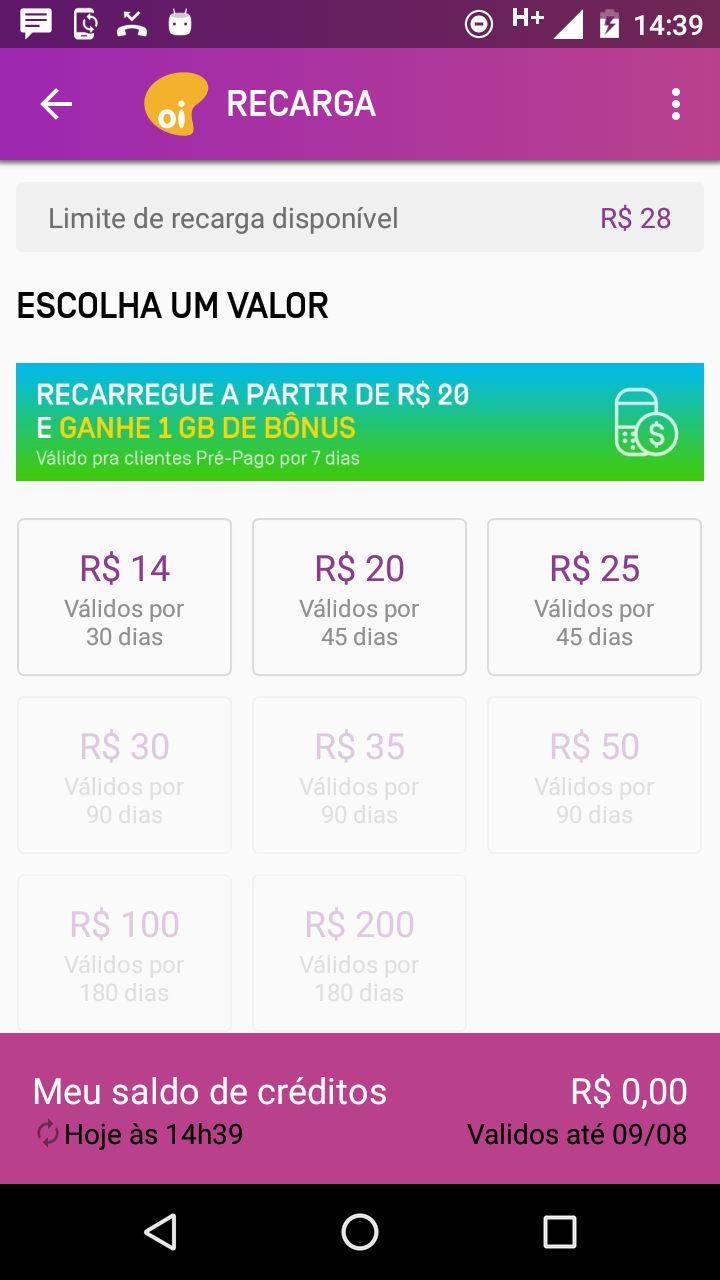 H+ 14:39
oi RECARGA
Limite de recarga disponível R$ 28
ESCOLHA UM VALOR
RECARREGUE A PARTIR DE R$ 20
E GANHE 1 GB DE BÔNUS
Válido pra clientes Pré-Pago por 7 dias
R$ 14 R$ 20 R$ 25
Válidos por Válidos por Válidos por
30 dias 45 dias 45 dias
R$ 30 R$ 35 R$ 50
Válidos por Válidos por Válidos por
90 dias 90 dias 90 dias
R$ 100 R$ 200
Válidos por Válidos por
180 dias 180 dias
Meu saldo de créditos R$ 0,00
Hoje às 14h39 Validos até 09/08